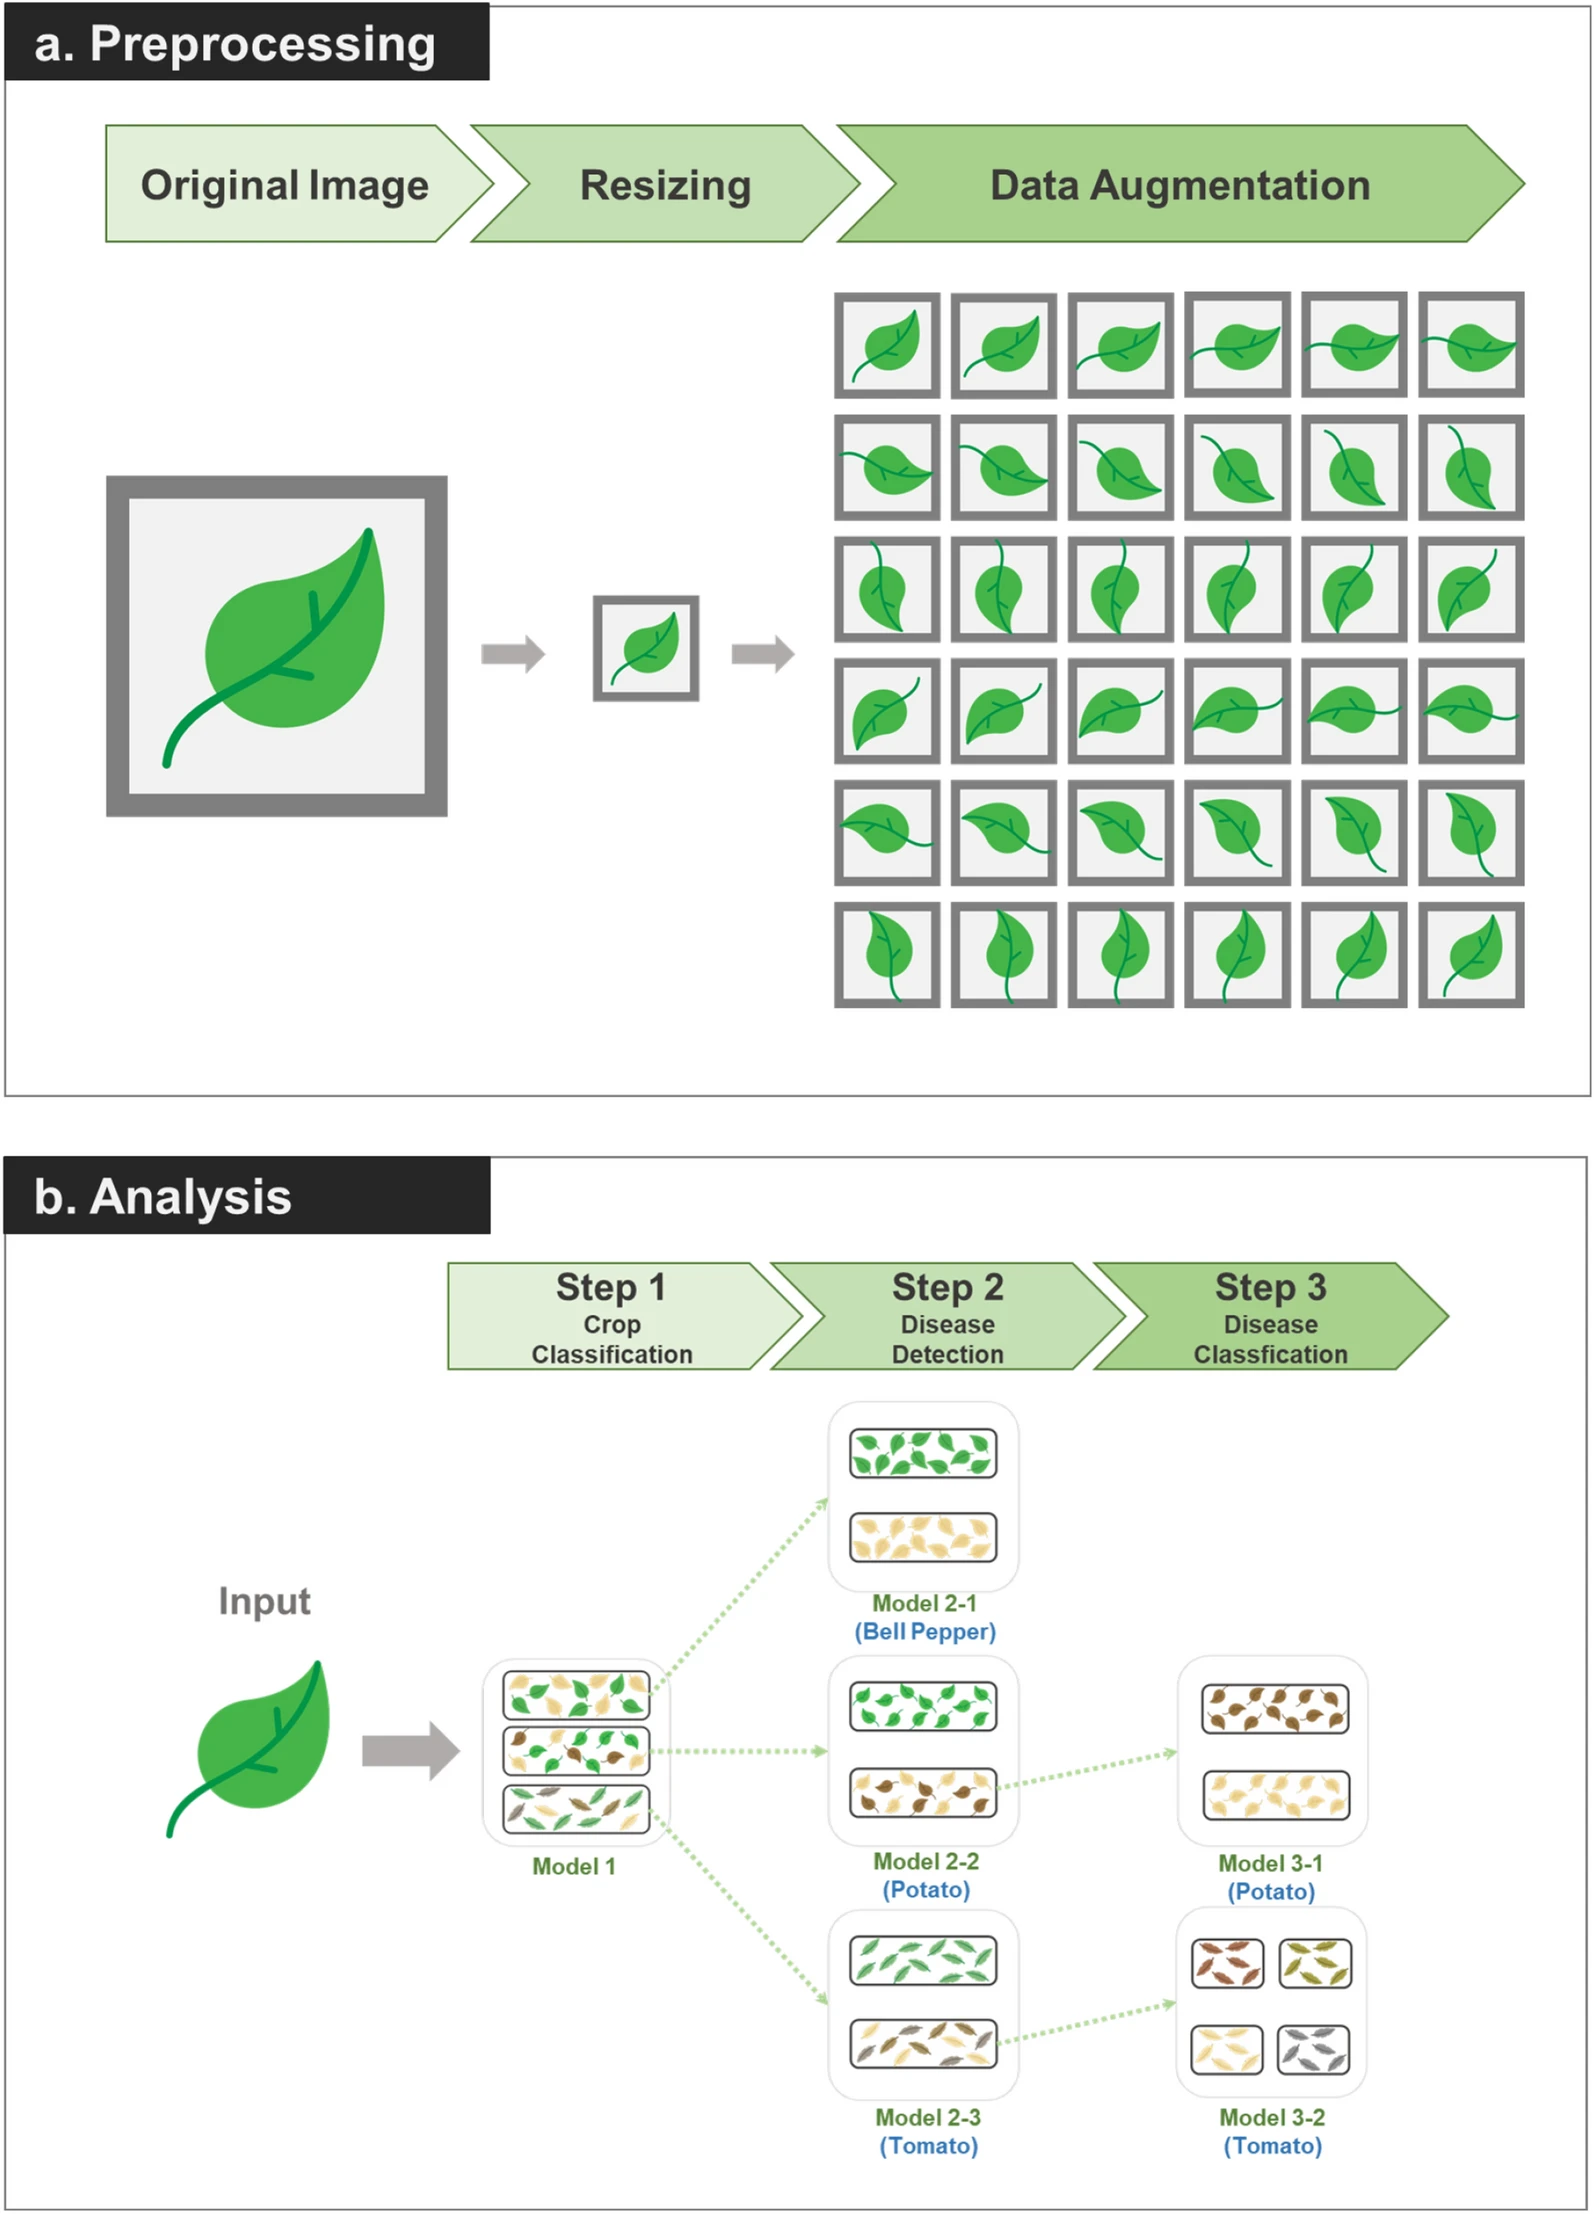 a. Preprocessing
Original Image
Resizing
Data Augmentation
b. Analysis
Step 1
Crop
Classification
Step 2
Disease
Detection
Step 3
Disease
Classfication
Input
Model 1
Model 2-1
(Bell Pepper)
Model 2-2
(Potato)
Model 2-3
(Tomato)
Model 3-1
(Potato)
Model 3-2
(Tomato)